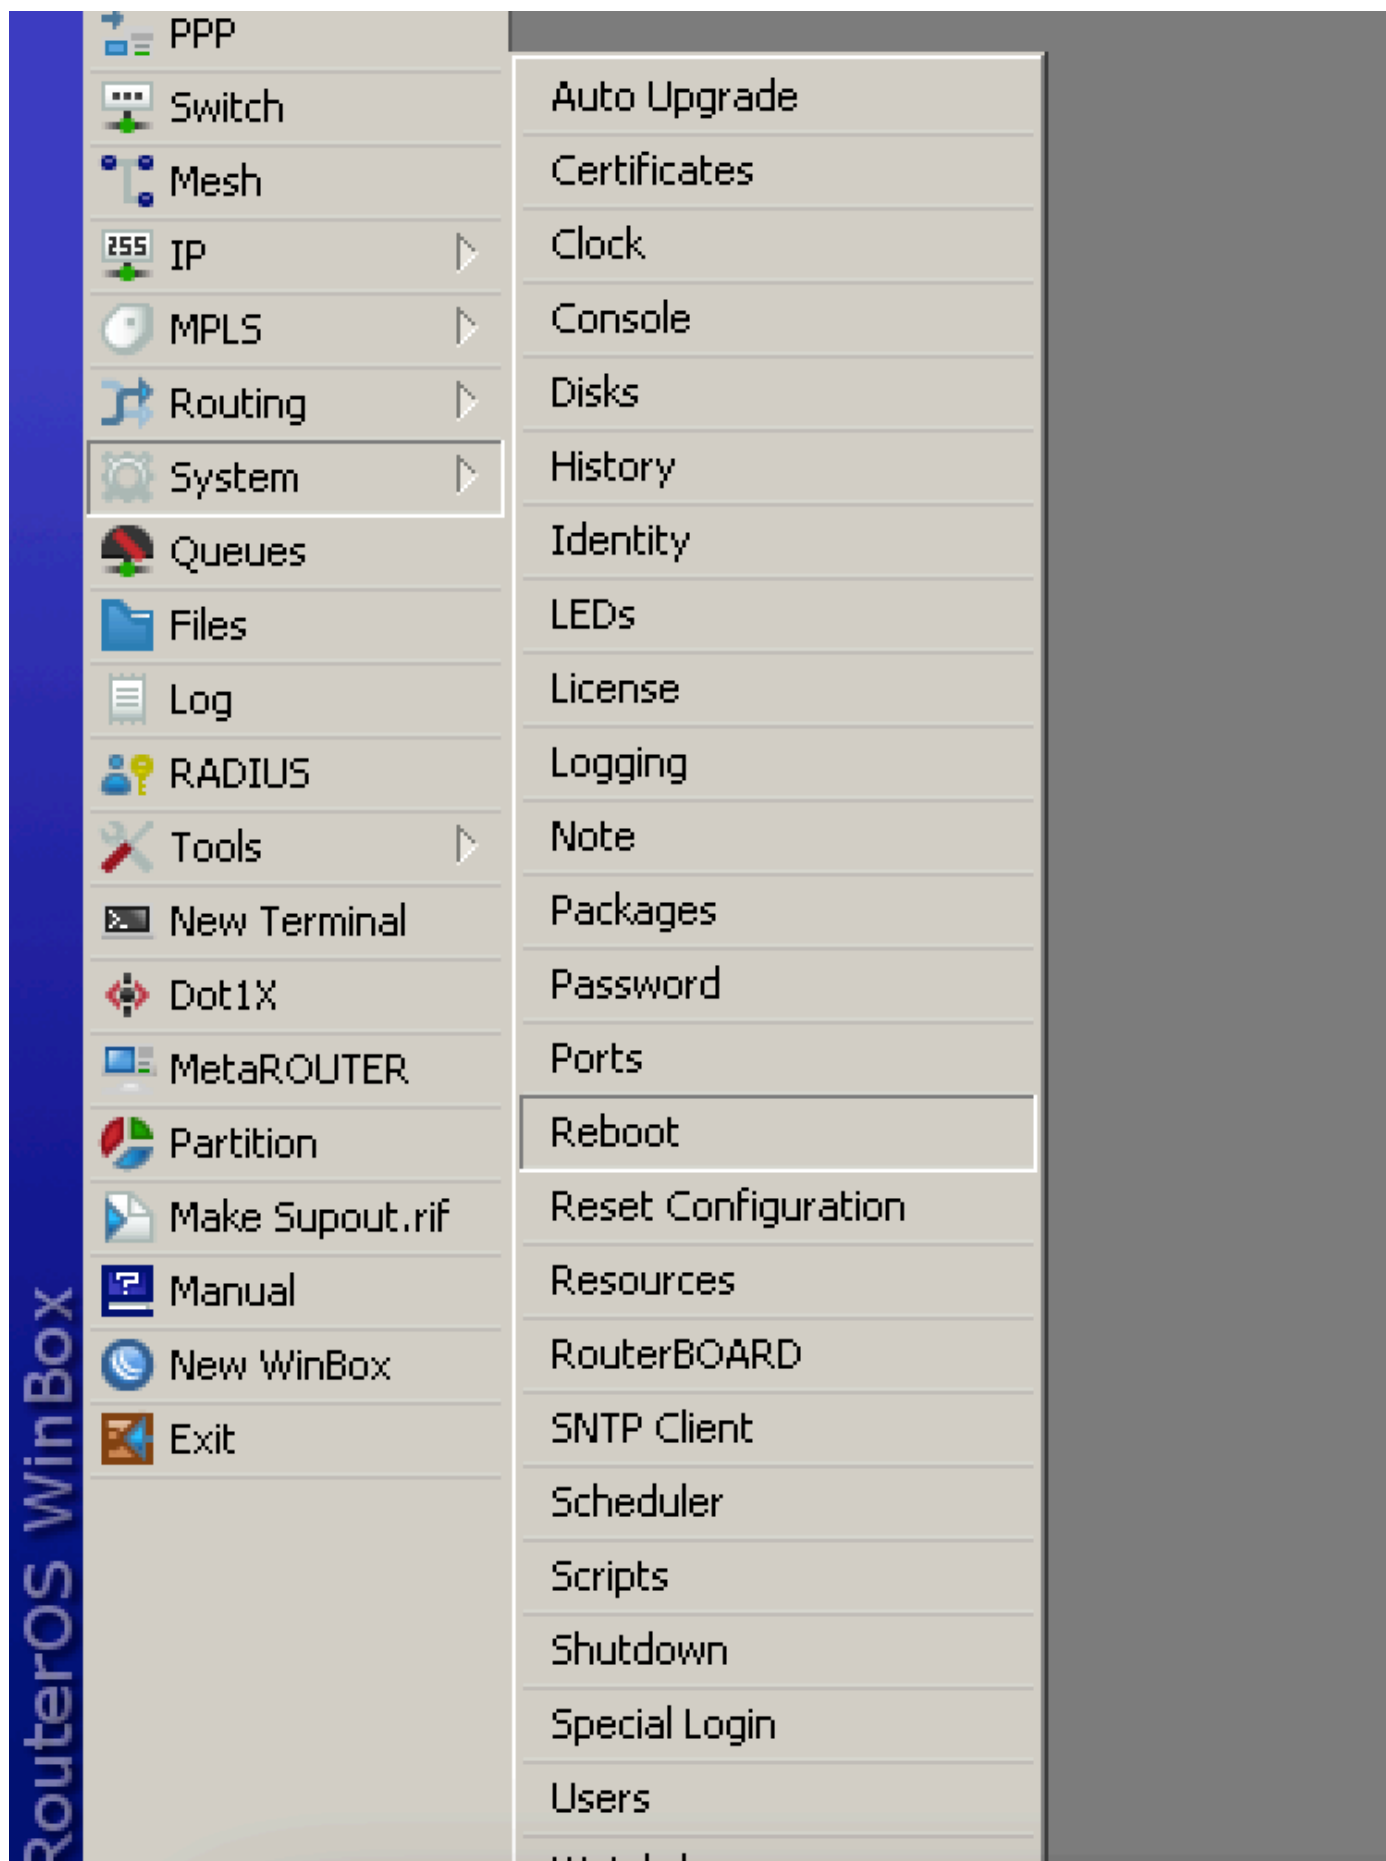 PPP
Switch
Mesh
255 IP
MPLS
Routing
System
Queues
Files
Log
RADIUS
Tools
New Terminal
Dot1X
MetaROUTER
Partition
Make Supout.rif
Manual
New WinBox
Exit
RouterOS WinBox
Auto Upgrade
Certificates
Clock
Console
Disks
History
Identity
LEDs
License
Logging
Note
Packages
Password
Ports
Reboot
Reset Configuration
Resources
RouterBOARD
SNTP Client
Scheduler
Scripts
Shutdown
Special Login
Users